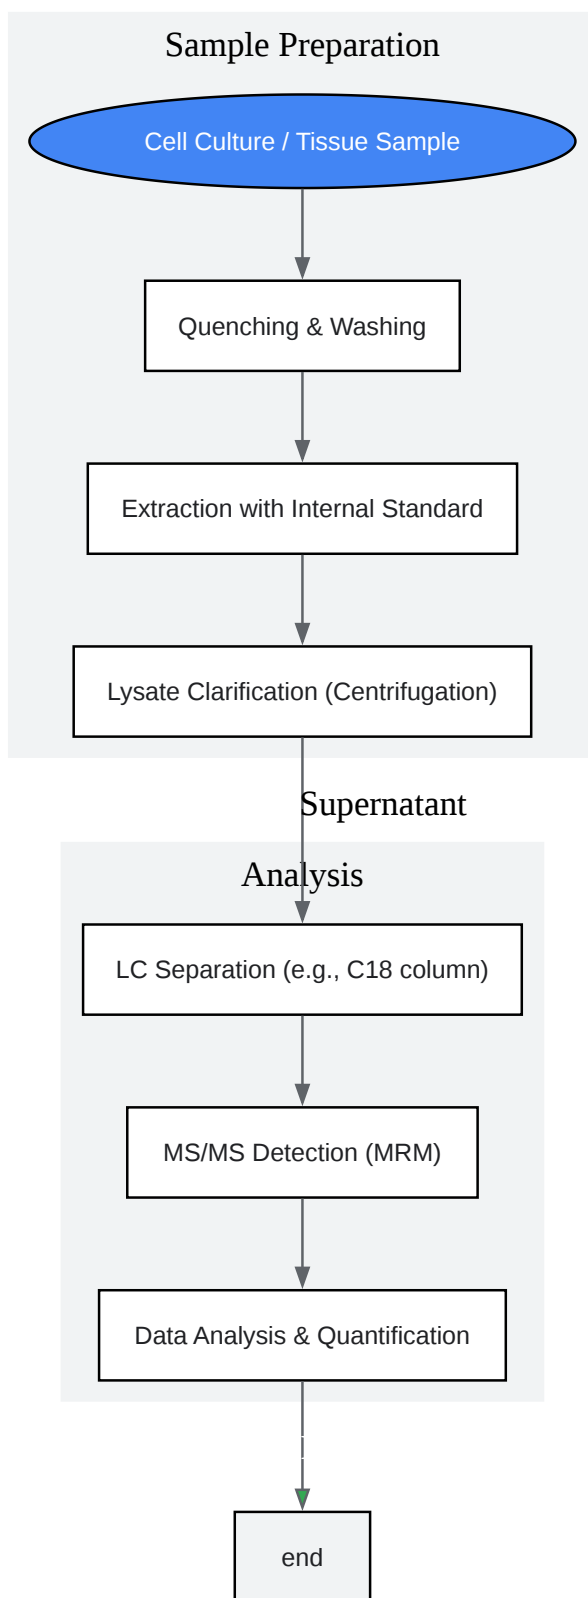 Sample Preparation
Cell Culture / Tissue Sample
Quenching & Washing
Extraction with Internal Standard
Lysate Clarification (Centrifugation)
Supernatant
Analysis
LC Separation (e.g., C18 column)
MS/MS Detection (MRM)
Data Analysis & Quantification
end